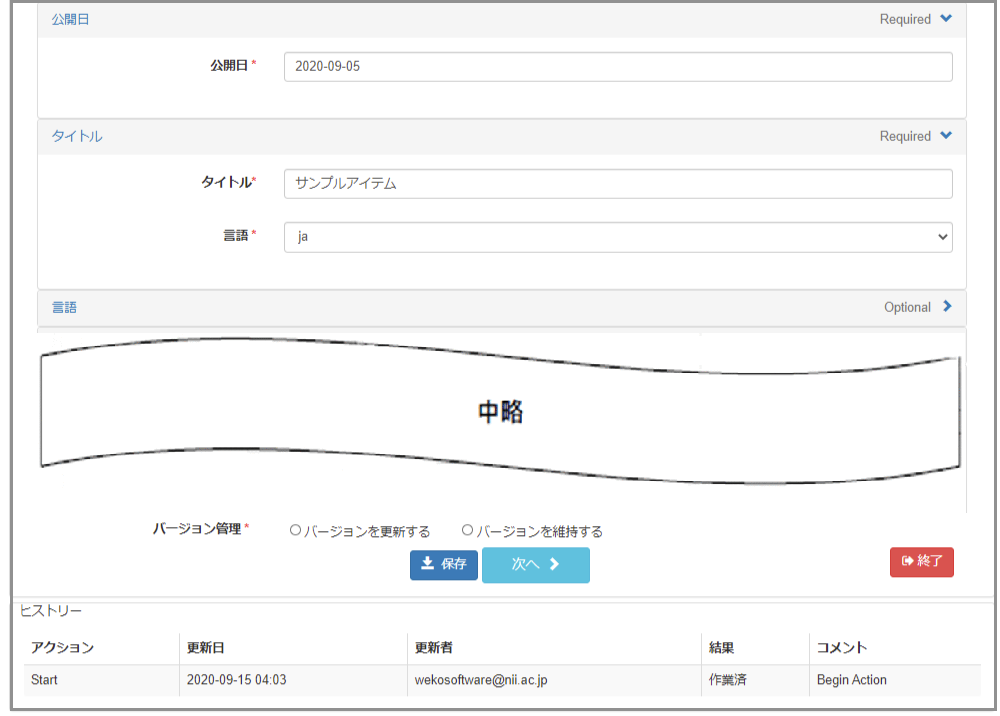 公開日 Required
公開日* 2020-09-05
タイトル Required
タイトル* サンプルアイテム
言語* ja
言語 Optional
中略
バージョン管理* バージョンを更新する バージョンを維持する
保存 次へ 終了
ヒストリー
アクション 更新日 更新者 結果 コメント
Start 2020-09-15 04:03 wekosoftware@nii.ac.jp 作業済 Begin Action